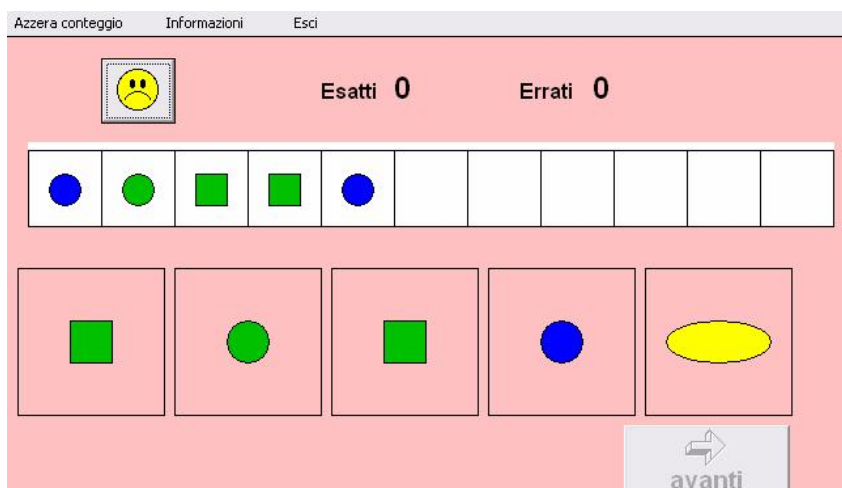 Azzera conteggio Informazioni Esci
Esatti 0 Errati 0
avanti